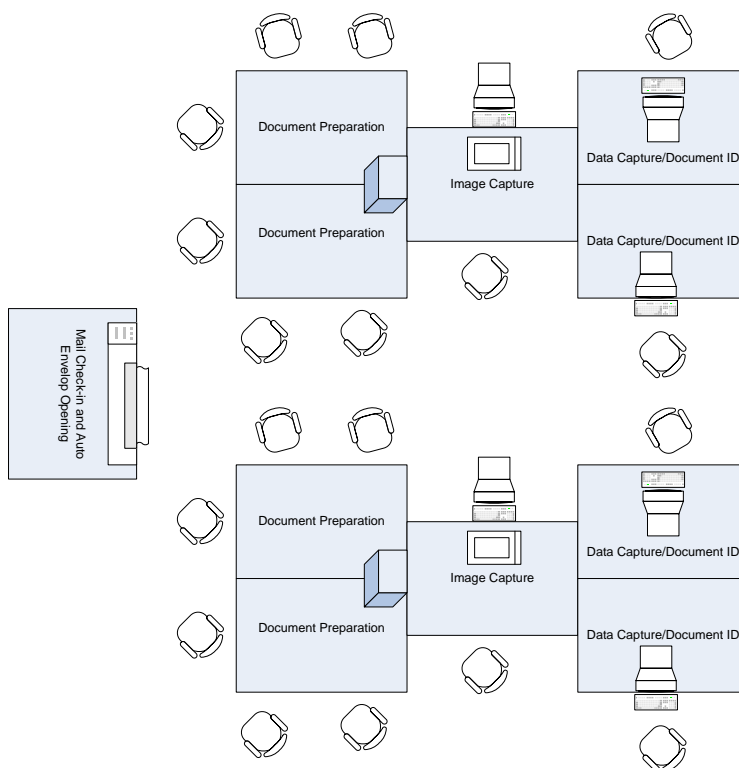 Document Preparation
Document Preparation
Image Capture
Data Capture/Document ID
Data Capture/Document ID
Mail Check-in and Auto
Envelop Opening
Document Preparation
Document Preparation
Image Capture
Data Capture/Document ID
Data Capture/Document ID